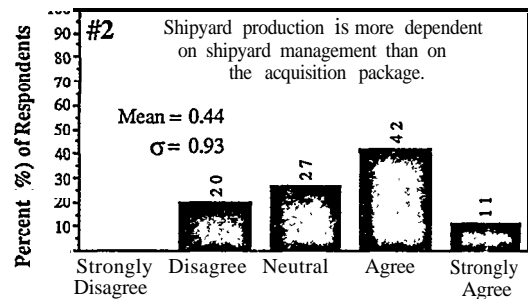 #2
Shipyard production is more dependent
on shipyard management than on
the acquisition package.
Mean = 0.44
σ = 0.93
Percent %) of Respondents
100
90
80
70
60
50
40
30
20
10
20
27
42
11
Strongly Disagree
Disagree
Neutral
Agree
Strongly Agree